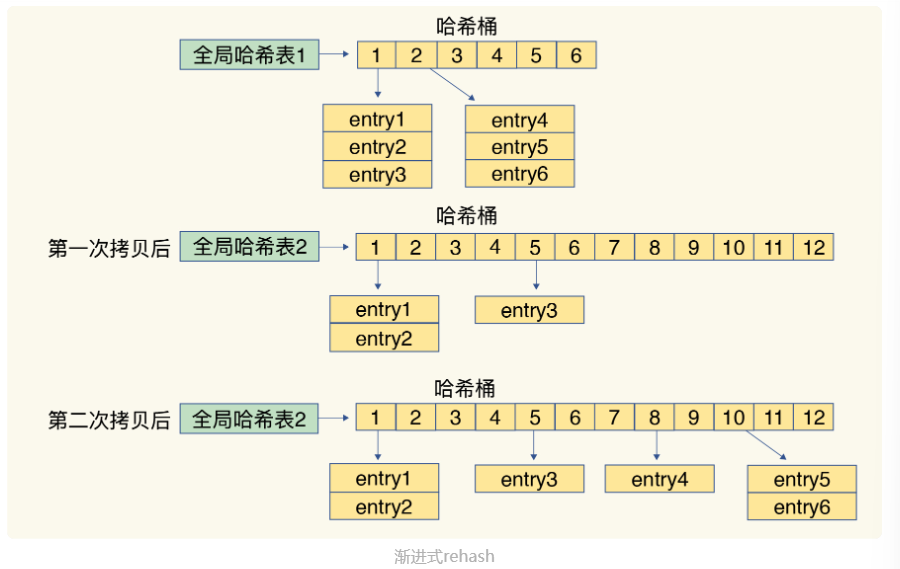 哈希桶
全局哈希表1
1 2 3 4 5 6
entry1 entry4
entry2 entry5
entry3 entry6
哈希桶
第一次拷贝后 全局哈希表2
1 2 3 4 5 6 7 8 9 10 11 12
entry1 entry3
entry2
哈希桶
第二次拷贝后 全局哈希表2
1 2 3 4 5 6 7 8 9 10 11 12
entry1 entry3 entry4 entry5
entry2 entry6
渐进式rehash